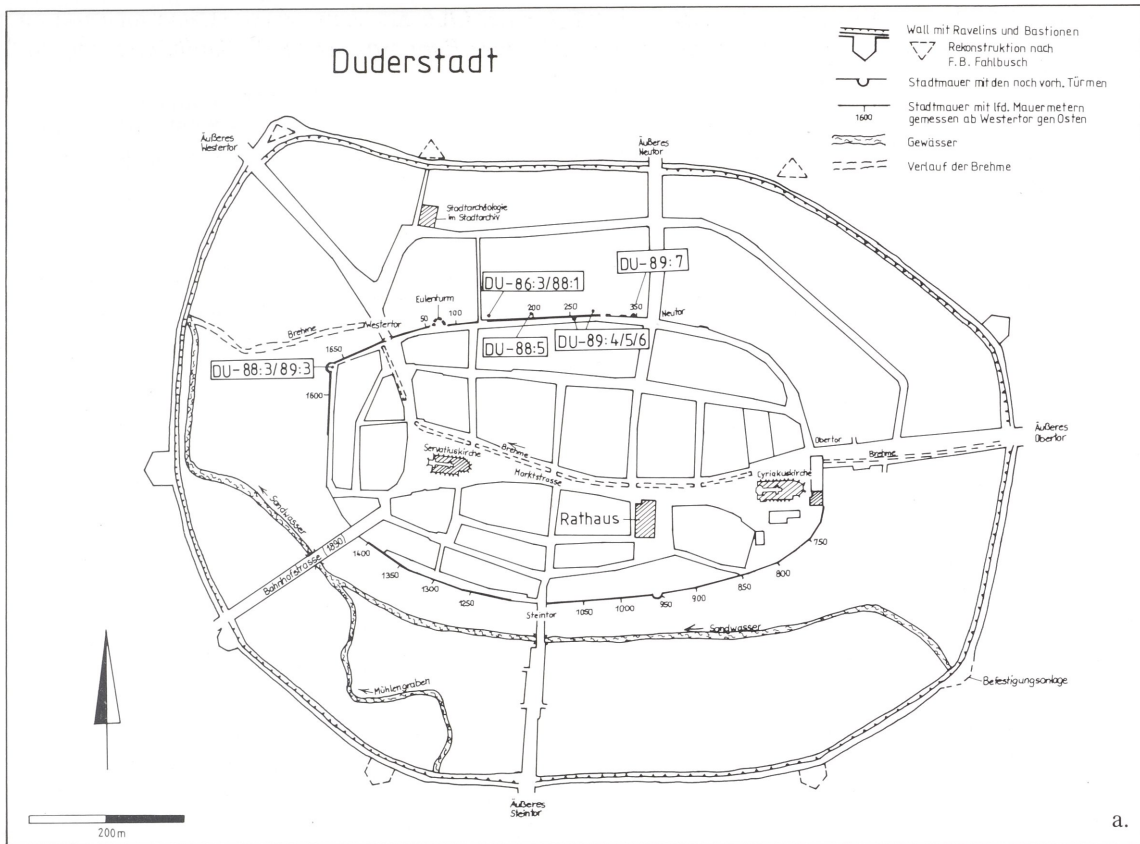 Duderstadt
Wall mit Ravelins und Bastionen
Rekonstruktion nach
F.B. Fahlbusch
Stadtmauer mit den noch vorh. Türmen
Stadtmauer mit lfd. Mauermetern
gemessen ab Westertor gen Osten
1600
Gewässer
Verlauf der Brehme
Äußeres
Westertor
Äußeres
Neutor
Stadtarchäologie
im Stadtarchiv
DU-89:7
DU-86:3/88:1
Eulenturm
50
100
200
250
350
Neutor
Brehme
Westertor
DU-88:5
DU-89:4/5/6
1650
DU-88:3/89:3
1600
Äußeres
Obertor
Obertor
Brehme
Servatiuskirche
Brehme
Marktstrasse
Cyriakuskirche
Rathaus
Sandwasser
Bahnhofstrasse 1890
1400
1350
1300
1250
750
800
850
900
950
1000
1050
Steintor
Sandwasser
Mühlengraben
Befestigungsanlage
Äußeres
Steintor
200m
a.